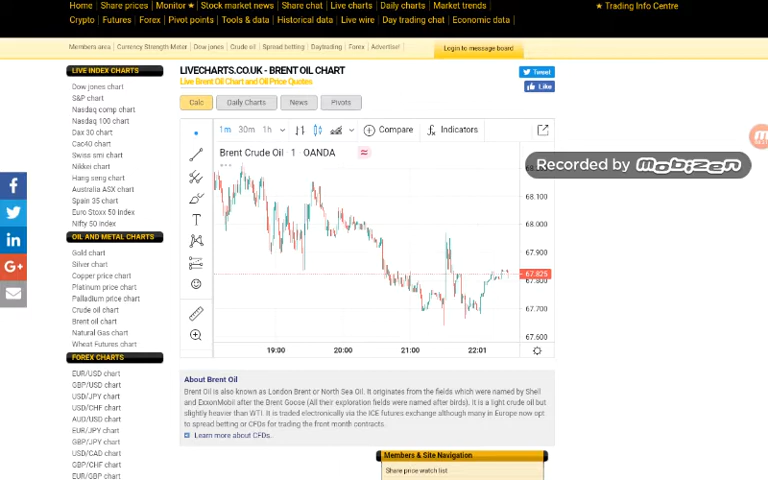 Home Share prices Monitor ★ Stock market news Share chat Live charts Daily charts Market trends
★ Trading Info Centre
Crypto Futures Forex Pivot points Tools & data Historical data Live wire Day trading chat Economic data
Members area Currency Strength Meter Dow jones Crude oil Spread betting Daytrading Forex Advertise!
Login to message board
LIVE INDEX CHARTS
Dow jones chart
S&P chart
Nasdaq comp chart
Nasdaq 100 chart
Dax 30 chart
Cac40 chart
Swiss smi chart
Nikkei chart
Hang seng chart
Australia ASX chart
Spain 35 chart
Euro Stoxx 50 Index
Nifty 50 Index
OIL AND METAL CHARTS
Gold chart
Silver chart
Copper price chart
Platinum price chart
Palladium price chart
Crude oil chart
Brent oil chart
Natural Gas chart
Wheat Futures chart
FOREX CHARTS
EUR/USD chart
GBP/USD chart
USD/JPY chart
USD/CHF chart
AUD/USD chart
EUR/JPY chart
GBP/JPY chart
USD/CAD chart
GBP/CHF chart
EUR/GBP chart
LIVECHARTS.CO.UK - BRENT OIL CHART
Live Brent Oil Chart and Oil Price Quotes
Tweet
Like
Calc Daily Charts News Pivots
1m 30m 1h Compare Indicators
Brent Crude Oil 1 OANDA
Recorded by mobizen
68.100
68.000
67.900
67.825
67.800
67.700
67.600
19:00 20:00 21:00 22:01
About Brent Oil
Brent Oil is also known as London Brent or North Sea Oil. It originates from the fields which were named by Shell
and ExxonMobil after the Brent Goose (All their exploration fields were named after birds). It is a light crude oil but
slightly heavier than WTI. It is traded electronically via the ICE futures exchange although many in Europe now opt
to spread betting or CFDs for trading the front month contracts.
Learn more about CFDs..
Members & Site Navigation
Share price watch list